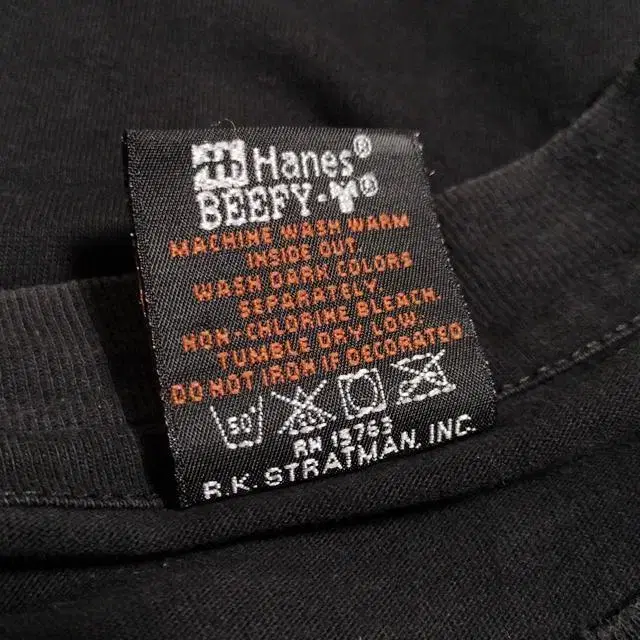 Hanes®
BEEFY-T®
MACHINE WASH WARM
INSIDE OUT
WASH DARK COLORS
SEPARATELY.
NON-CHLORINE BLEACH.
TUMBLE DRY LOW.
DO NOT IRON IF DECORATED
50
RN 15763
R.K. STRATMAN, INC.